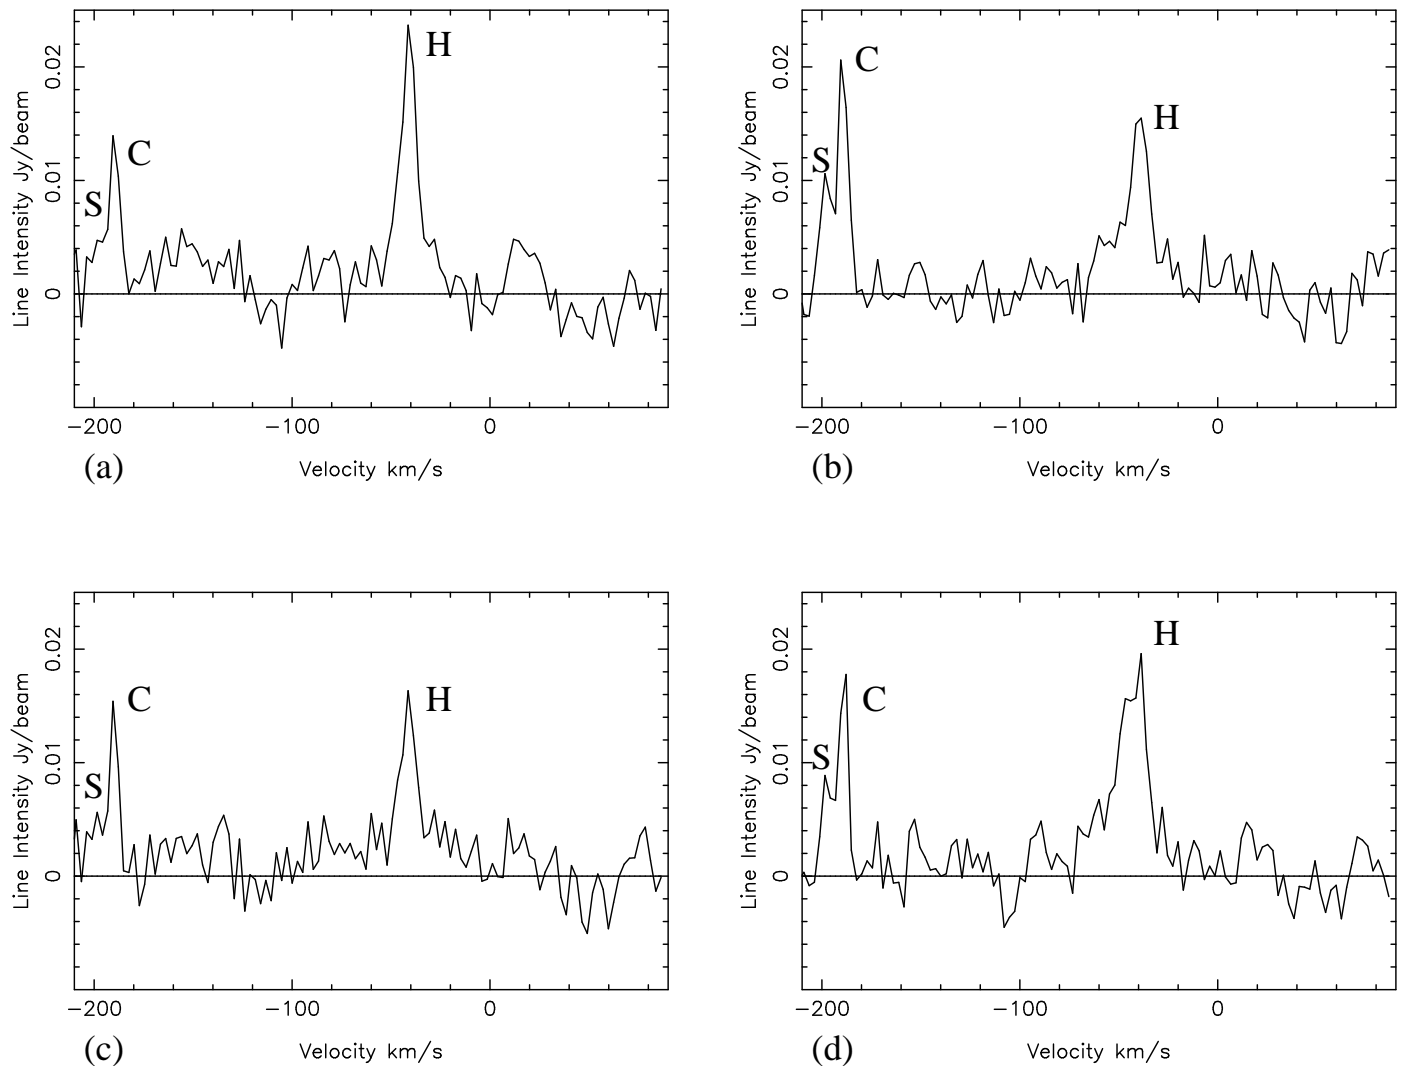 H
C
S
Line Intensity Jy/beam
0.02
0.01
0
−200
−100
0
Velocity km/s
(a)
C
H
S
Line Intensity Jy/beam
0.02
0.01
0
−200
−100
0
Velocity km/s
(b)
C
H
S
Line Intensity Jy/beam
0.02
0.01
0
−200
−100
0
Velocity km/s
(c)
H
C
S
Line Intensity Jy/beam
0.02
0.01
0
−200
−100
0
Velocity km/s
(d)